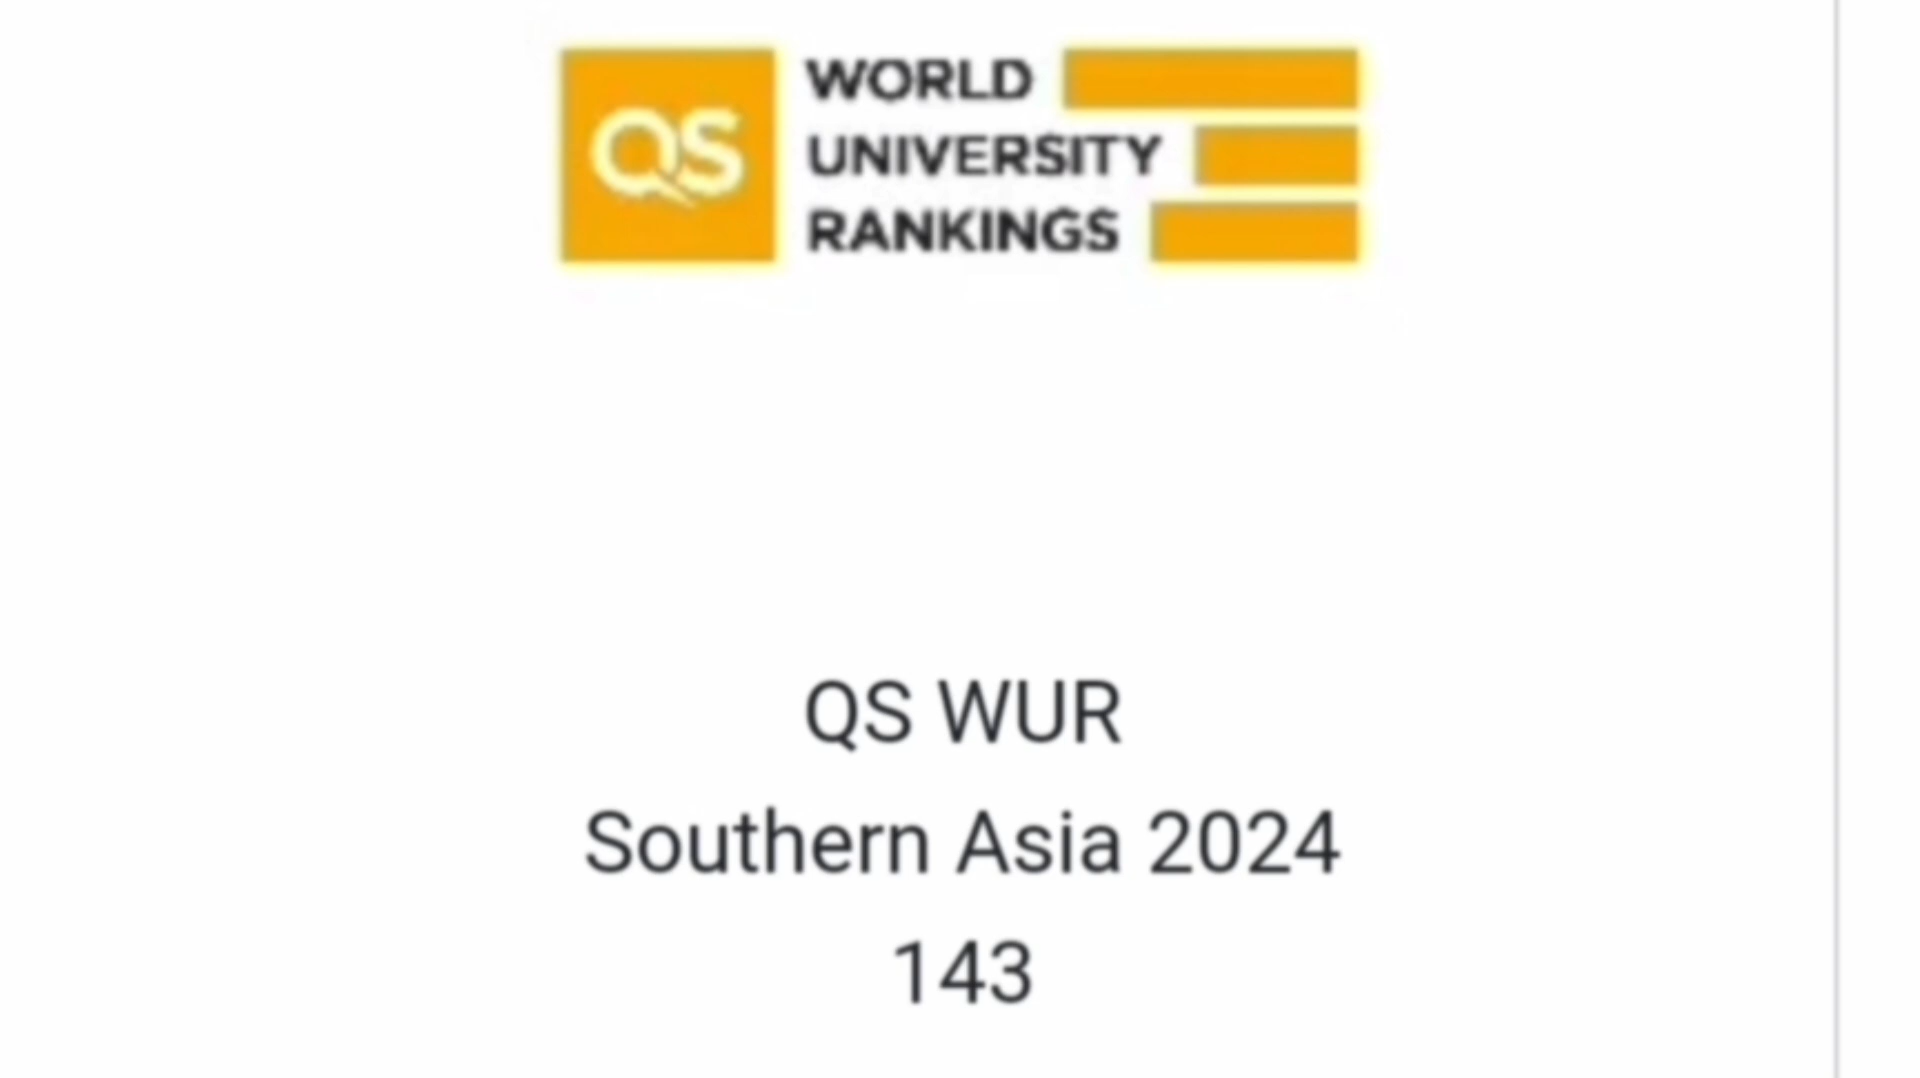 QS
WORLD
UNIVERSITY
RANKINGS
QS WUR
Southern Asia 2024
143